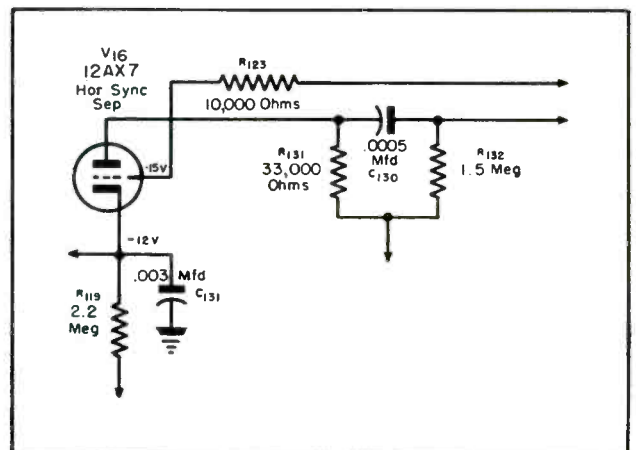 V16
12AX7
Hor Sync
Sep
R123
10,000 Ohms
-15V
R131
33,000
Ohms
.0005
Mfd
C130
R132
1.5 Meg
-12V
.003 Mfd
C131
R119
2.2
Meg